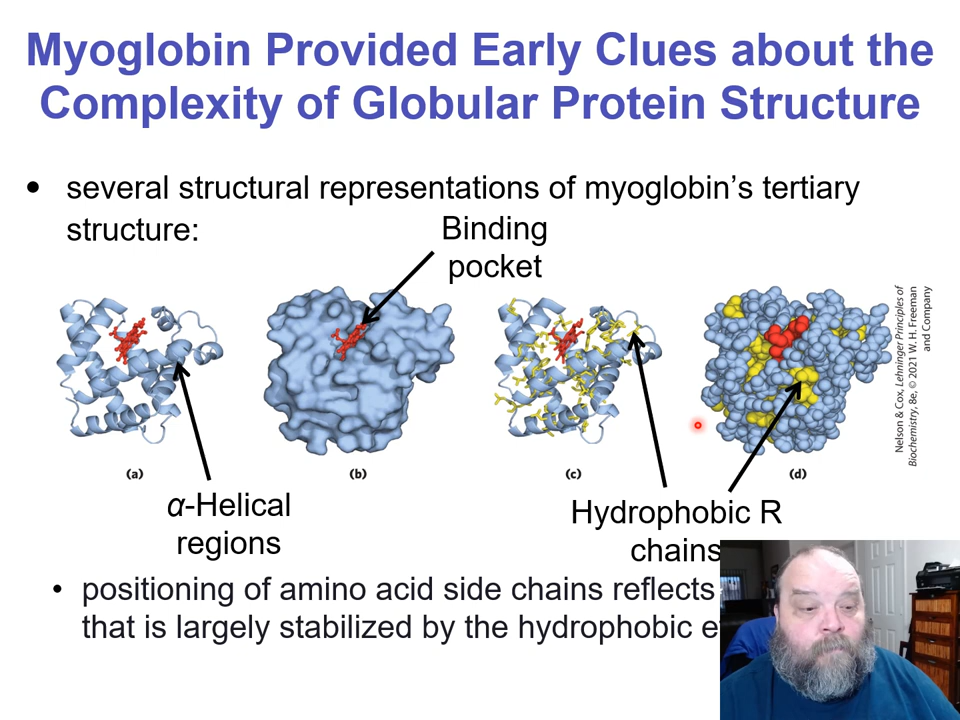 Myoglobin Provided Early Clues about the
Complexity of Globular Protein Structure
• several structural representations of myoglobin’s tertiary
structure:
Binding
pocket
(a)
(b)
(c)
(d)
Nelson & Cox, Lehninger Principles of
Biochemistry, 8e, © 2021 W. H. Freeman
and Company
α-Helical
regions
Hydrophobic R
chains
• positioning of amino acid side chains reflects
that is largely stabilized by the hydrophobic